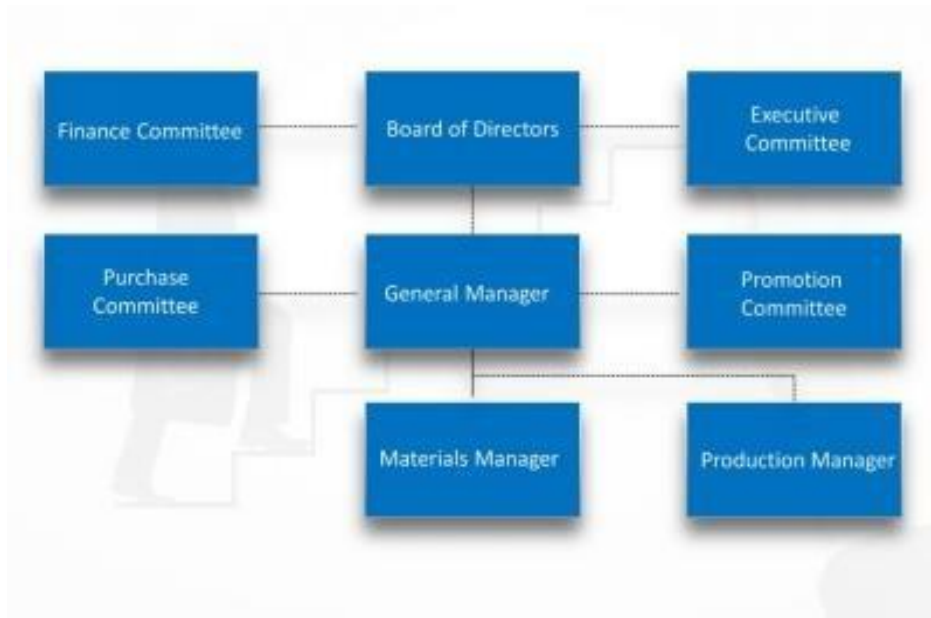 Finance Committee
Board of Directors
Executive
Committee
Purchase
Committee
General Manager
Promotion
Committee
Materials Manager
Production Manager